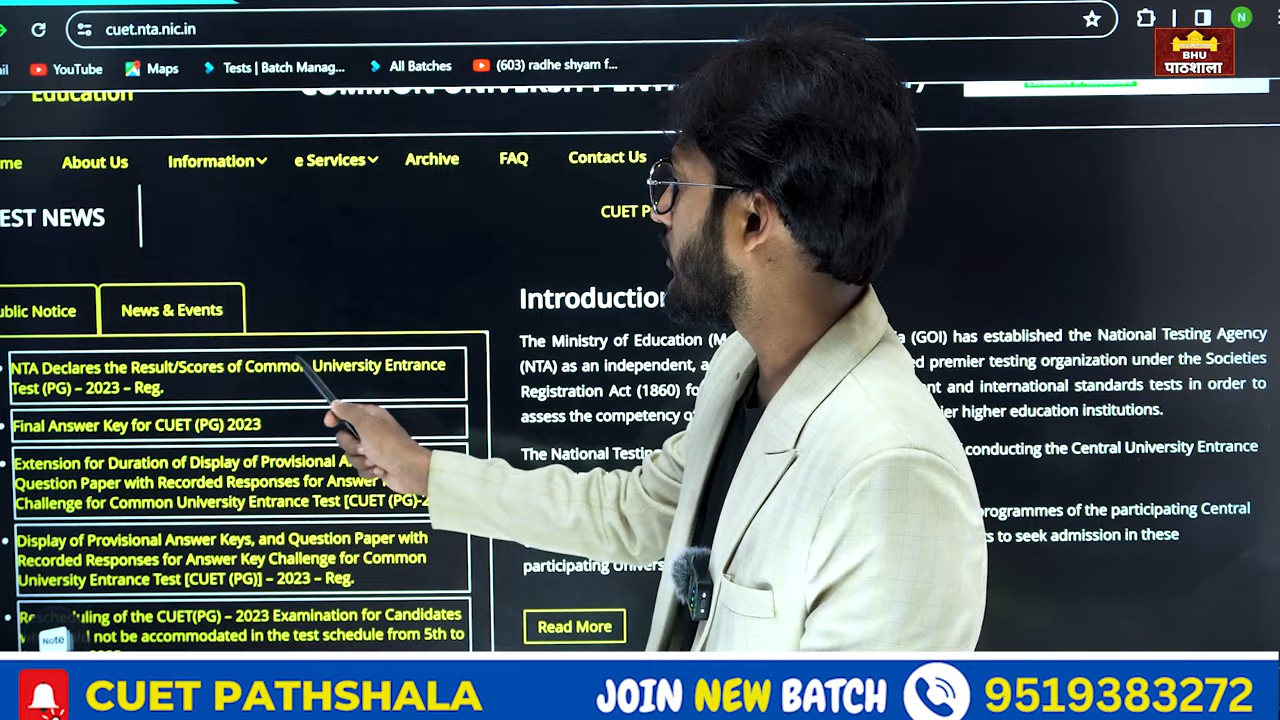 cuet.nta.nic.in
N
YouTube
Maps
Tests | Batch Manag...
All Batches
(603) radhe shyam f...
BHU
पाठशाला
Education
About Us
Information
e Services
Archive
FAQ
Contact Us
EST NEWS
CUET P
ublic Notice
News & Events
NTA Declares the Result/Scores of Common University Entrance
Test (PG) – 2023 – Reg.
Final Answer Key for CUET (PG) 2023
Extension for Duration of Display of Provisional
Question Paper with Recorded Responses for Answer
Challenge for Common University Entrance Test [CUET (PG)-2
Display of Provisional Answer Keys, and Question Paper with
Recorded Responses for Answer Key Challenge for Common
University Entrance Test [CUET (PG)] – 2023 – Reg.
Rescheduling of the CUET(PG) – 2023 Examination for Candidates
not be accommodated in the test schedule from 5th to
Note
Introduction
The Ministry of Education (GOI) has established the National Testing Agency
(NTA) as an independent, premier testing organization under the Societies
Registration Act (1860) and international standards tests in order to
assess the competency higher education institutions.
The National Testing conducting the Central University Entrance
programmes of the participating Central
to seek admission in these
participating
Read More
CUET PATHSHALA
JOIN NEW BATCH
9519383272